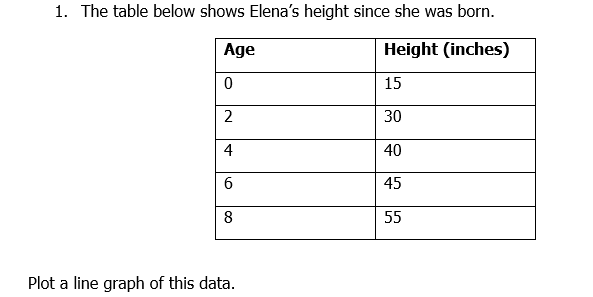 1. The table below shows Elena's height since she was born.
Age Height (inches)
0 15
2 30
4 40
6 45
8 55
Plot a line graph of this data.